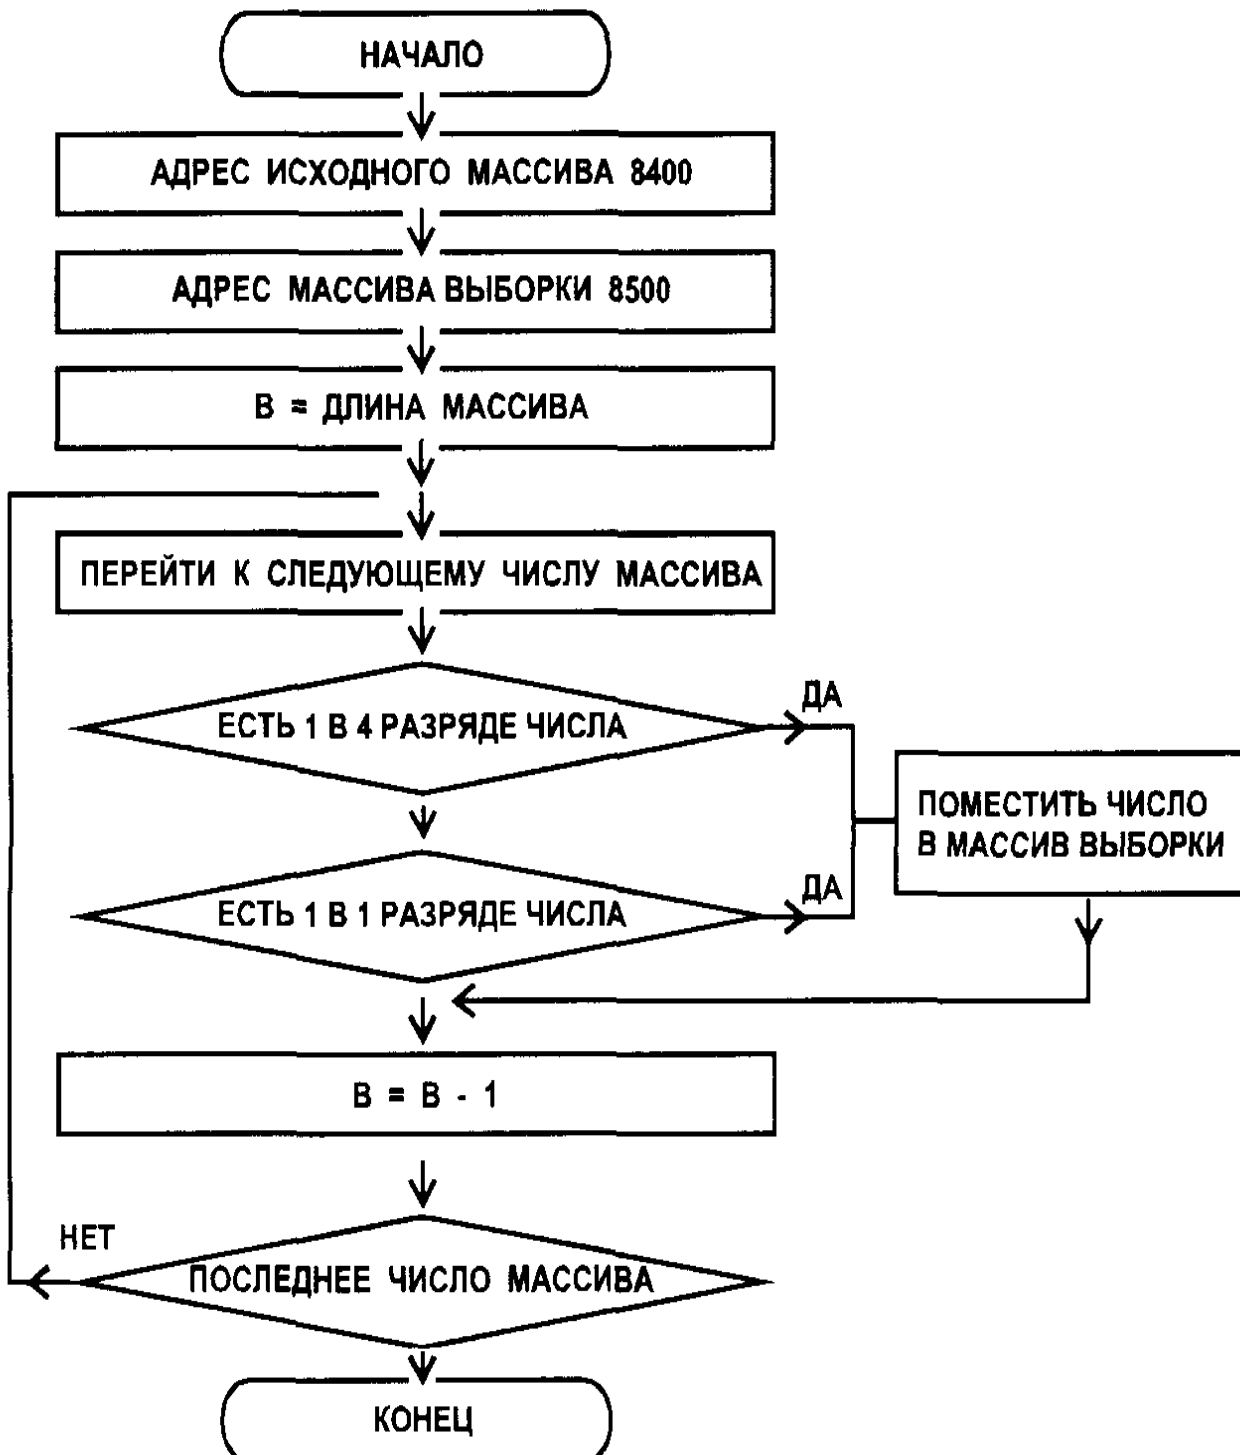 НАЧАЛО
АДРЕС ИСХОДНОГО МАССИВА 8400
АДРЕС МАССИВА ВЫБОРКИ 8500
В = ДЛИНА МАССИВА
ПЕРЕЙТИ К СЛЕДУЮЩЕМУ ЧИСЛУ МАССИВА
ДА
ЕСТЬ 1 В 4 РАЗРЯДЕ ЧИСЛА
ПОМЕСТИТЬ ЧИСЛО
В МАССИВ ВЫБОРКИ
ДА
ЕСТЬ 1 В 1 РАЗРЯДЕ ЧИСЛА
В = В - 1
НЕТ
ПОСЛЕДНЕЕ ЧИСЛО МАССИВА
КОНЕЦ